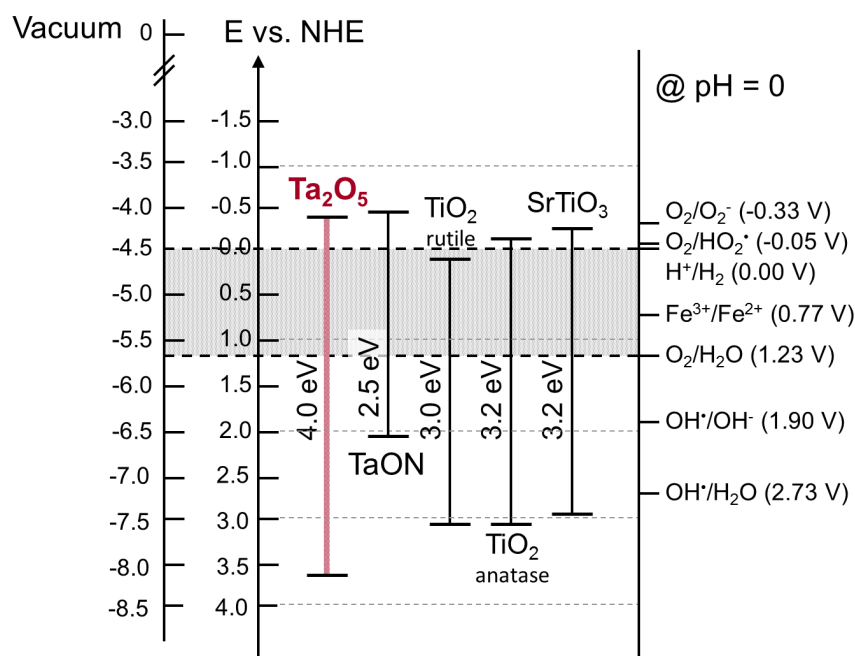 Vacuum 0 E vs. NHE
@ pH = 0
-3.0 -1.5
-3.5 -1.0
-4.0 -0.5
-4.5 -0.0
-5.0 0.5
-5.5 1.0
-6.0 1.5
-6.5 2.0
-7.0 2.5
-7.5 3.0
-8.0 3.5
-8.5 4.0
Ta₂O₅
4.0 eV
2.5 eV
TaON
TiO₂
rutile
3.0 eV
3.2 eV
TiO₂
anatase
SrTiO₃
3.2 eV
O₂/O₂⁻ (-0.33 V)
O₂/HO₂• (-0.05 V)
H⁺/H₂ (0.00 V)
Fe³⁺/Fe²⁺ (0.77 V)
O₂/H₂O (1.23 V)
OH•/OH⁻ (1.90 V)
OH•/H₂O (2.73 V)